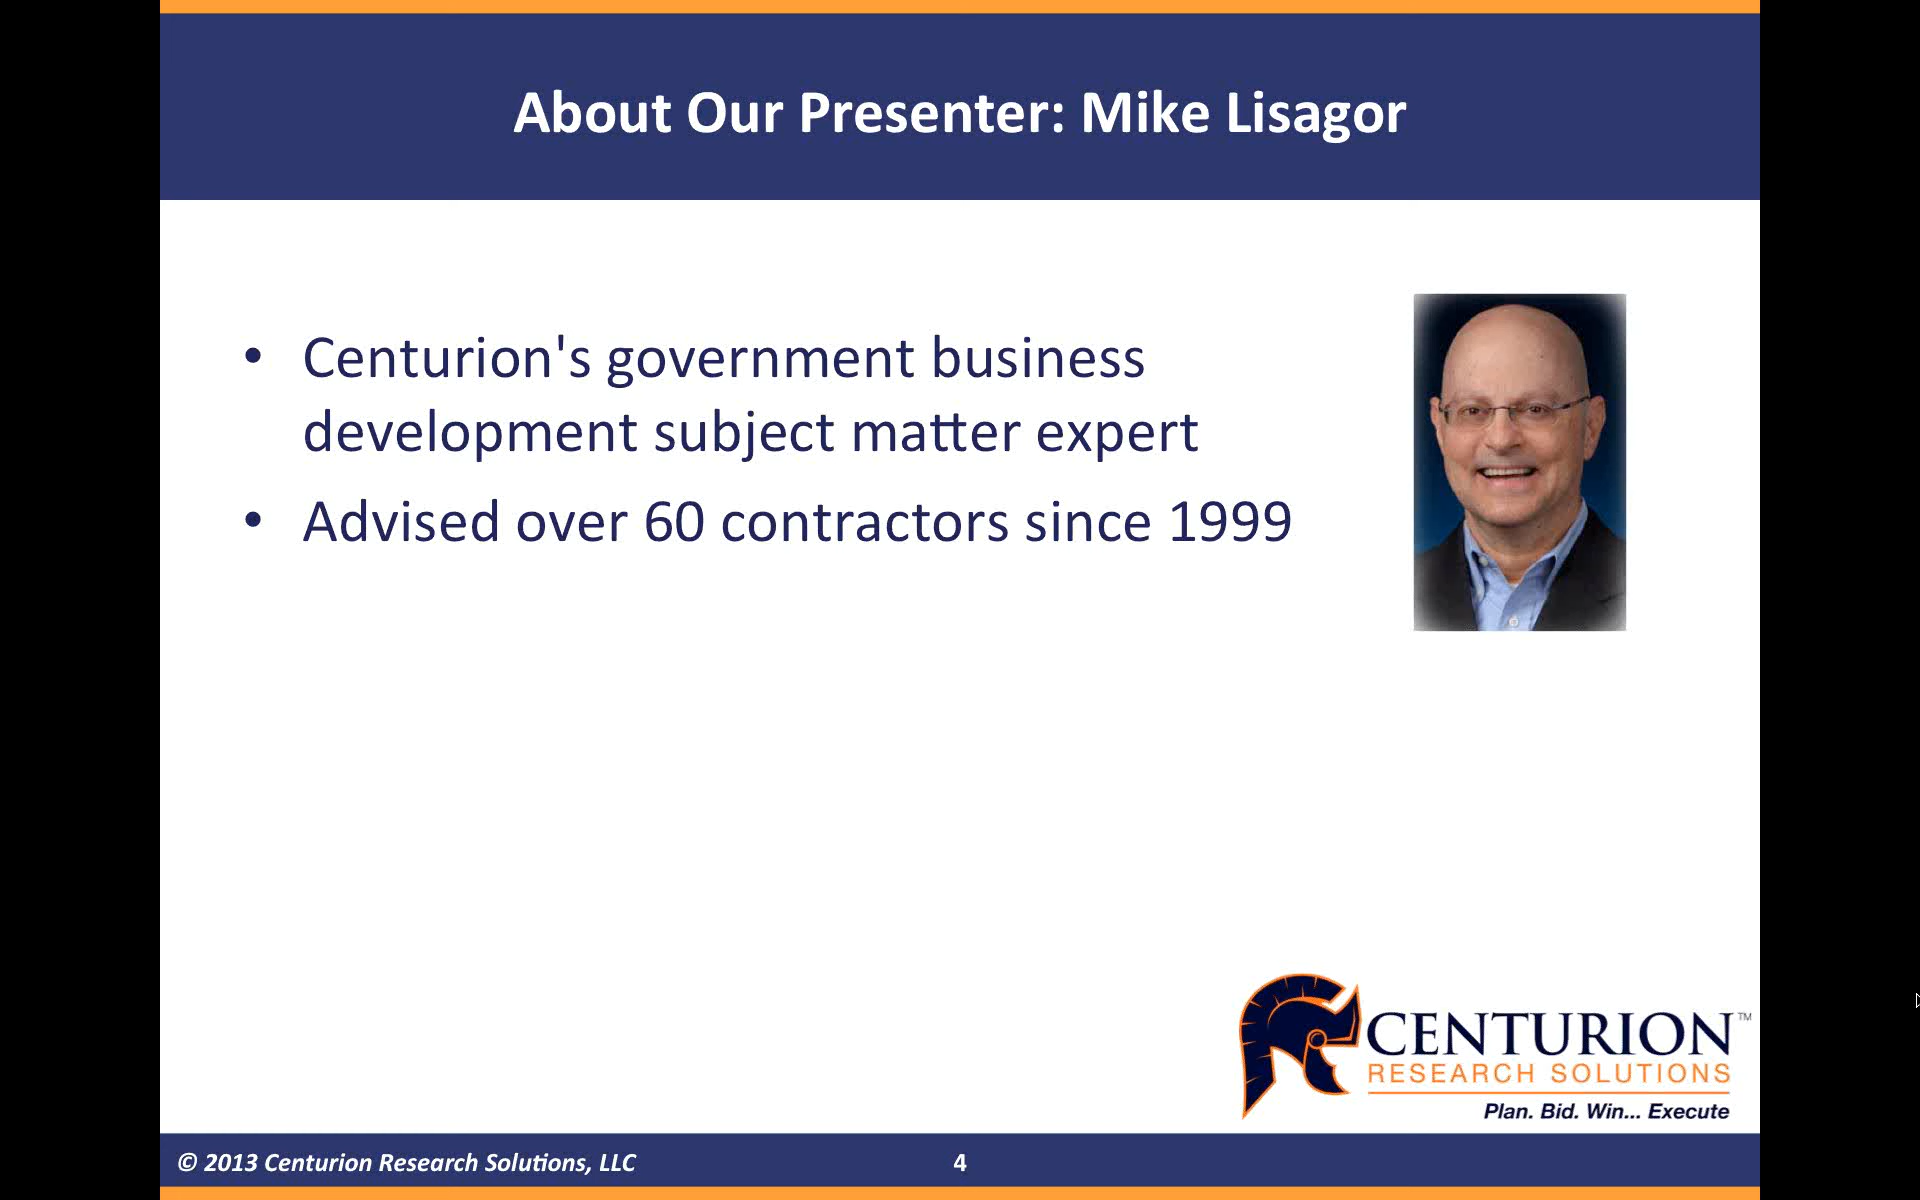 About Our Presenter: Mike Lisagor
• Centurion's government business
development subject matter expert
• Advised over 60 contractors since 1999
CENTURION™
RESEARCH SOLUTIONS
Plan. Bid. Win... Execute
© 2013 Centurion Research Solutions, LLC
4